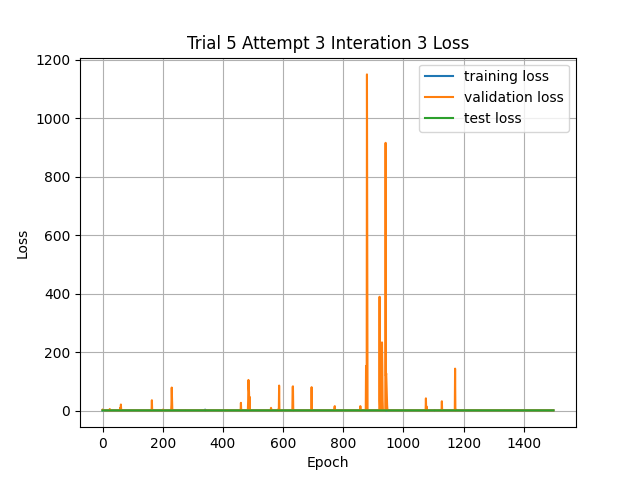 Trial 5 Attempt 3 Interation 3 Loss
training loss
validation loss
test loss
1200
1000
800
600
400
200
0
Loss
0 200 400 600 800 1000 1200 1400
Epoch